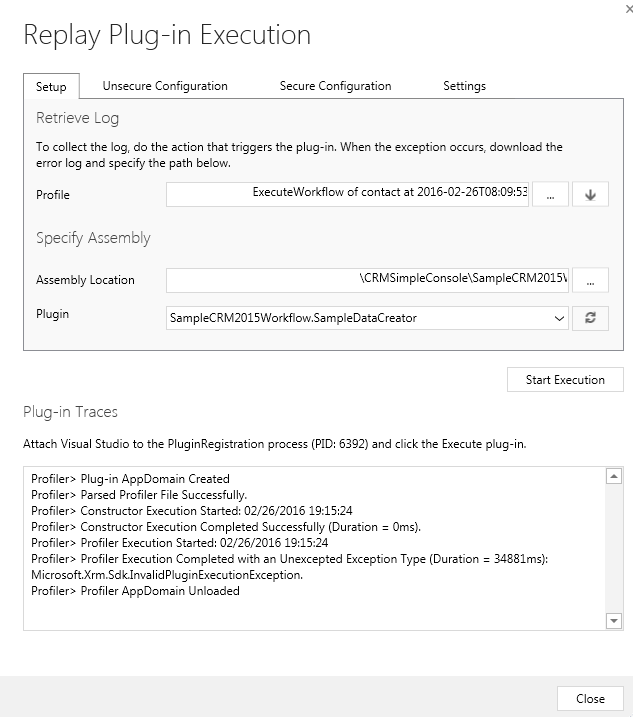 Replay Plug-in Execution
Setup
Unsecure Configuration
Secure Configuration
Settings
Retrieve Log
To collect the log, do the action that triggers the plug-in. When the exception occurs, download the
error log and specify the path below.
Profile
ExecuteWorkflow of contact at 2016-02-26T08:09:53
...
Specify Assembly
Assembly Location
\CRMSimpleConsole\SampleCRM2015W
...
Plugin
SampleCRM2015Workflow.SampleDataCreator
Start Execution
Plug-in Traces
Attach Visual Studio to the PluginRegistration process (PID: 6392) and click the Execute plug-in.
Profiler> Plug-in AppDomain Created
Profiler> Parsed Profiler File Successfully.
Profiler> Constructor Execution Started: 02/26/2016 19:15:24
Profiler> Constructor Execution Completed Successfully (Duration = 0ms).
Profiler> Profiler Execution Started: 02/26/2016 19:15:24
Profiler> Profiler Execution Completed with an Unexcepted Exception Type (Duration = 34881ms):
Microsoft.Xrm.Sdk.InvalidPluginExecutionException.
Profiler> Profiler AppDomain Unloaded
Close